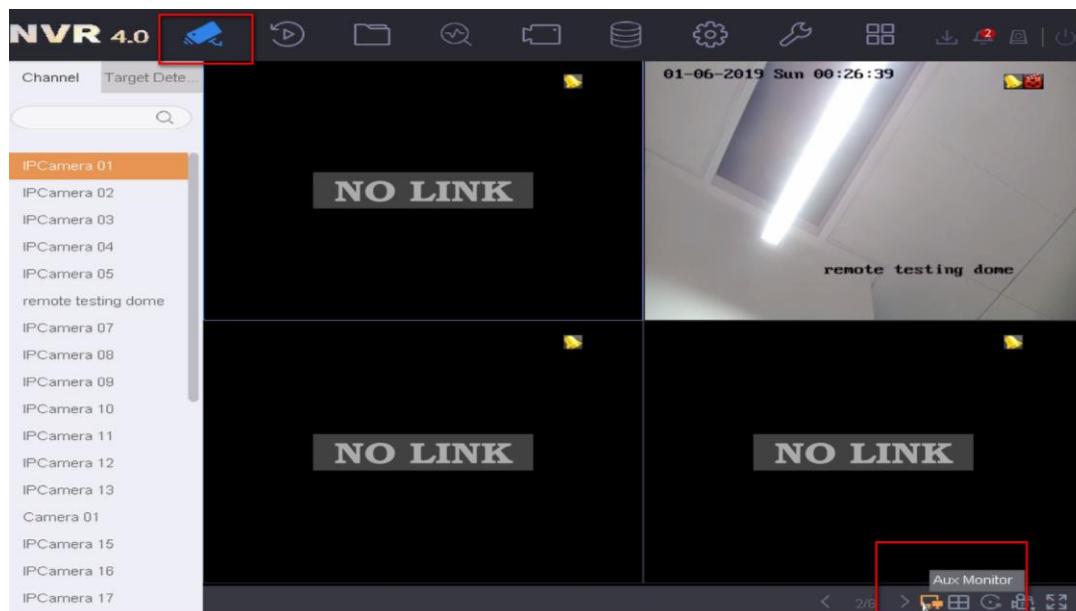 NVR 4.0
2
Channel
Target Dete...
IPCamera 01
IPCamera 02
IPCamera 03
IPCamera 04
IPCamera 05
remote testing dome
IPCamera 07
IPCamera 08
IPCamera 09
IPCamera 10
IPCamera 11
IPCamera 12
IPCamera 13
Camera 01
IPCamera 15
IPCamera 16
IPCamera 17
NO LINK
01-06-2019 Sun 00:26:39
remote testing dome
NO LINK
NO LINK
Aux Monitor